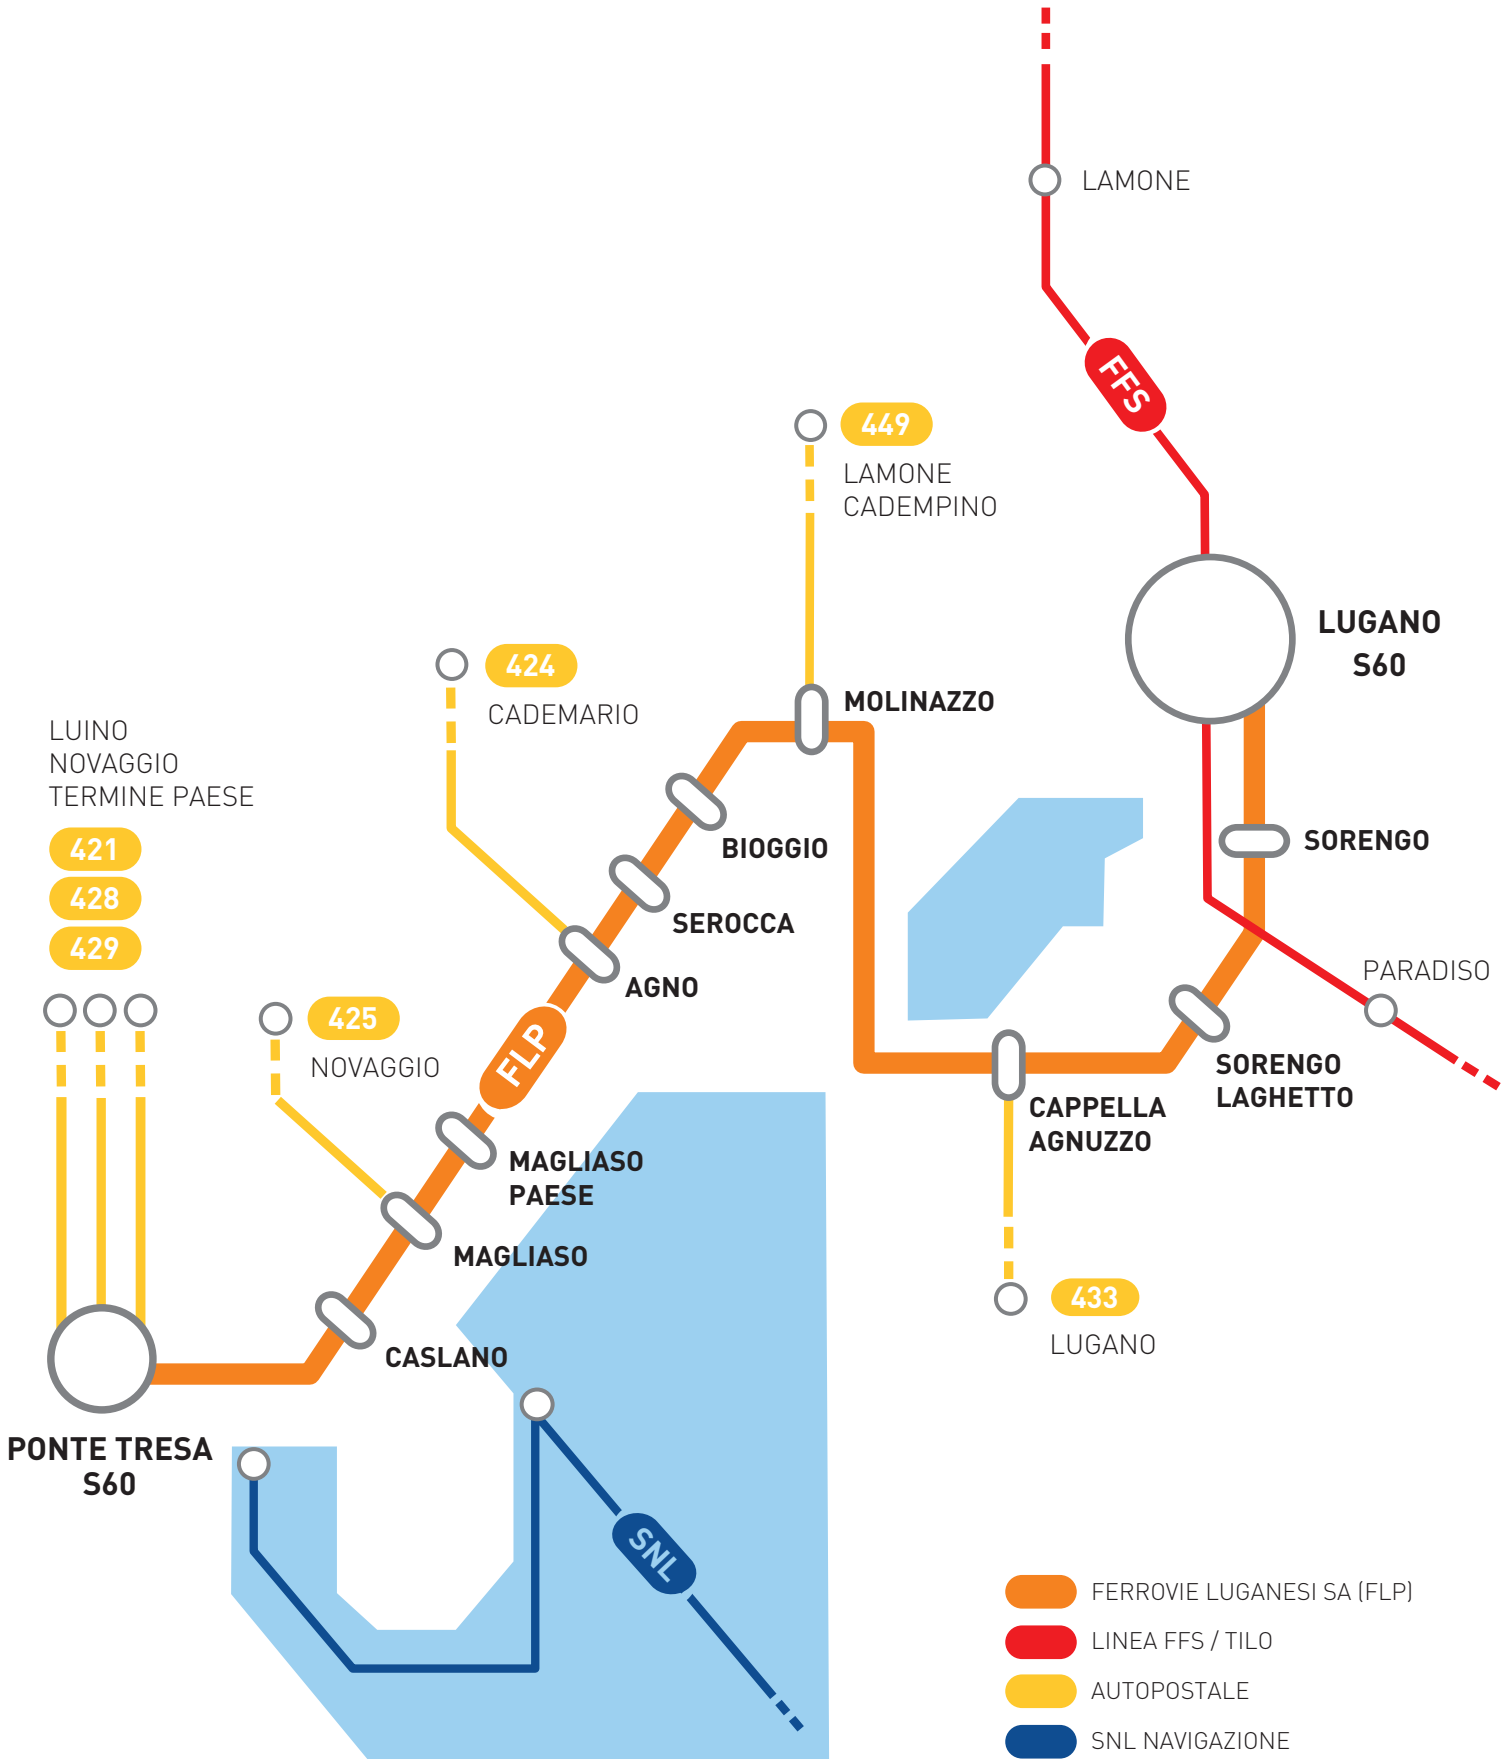 LAMONE
FFS
449
LAMONE
CADEMPINO
LUGANO
S60
424
CADEMARIO
MOLINAZZO
LUINO
NOVAGGIO
TERMINE PAESE
421
428
429
BIOGGIO
SORENGO
SEROCCA
AGNO
PARADISO
425
NOVAGGIO
FLP
SORENGO
LAGHETTO
CAPPELLA
AGNUZZO
MAGLIASO
PAESE
MAGLIASO
433
LUGANO
CASLANO
PONTE TRESA
S60
SNL
FERROVIE LUGANESI SA (FLP)
LINEA FFS / TILO
AUTOPOSTALE
SNL NAVIGAZIONE